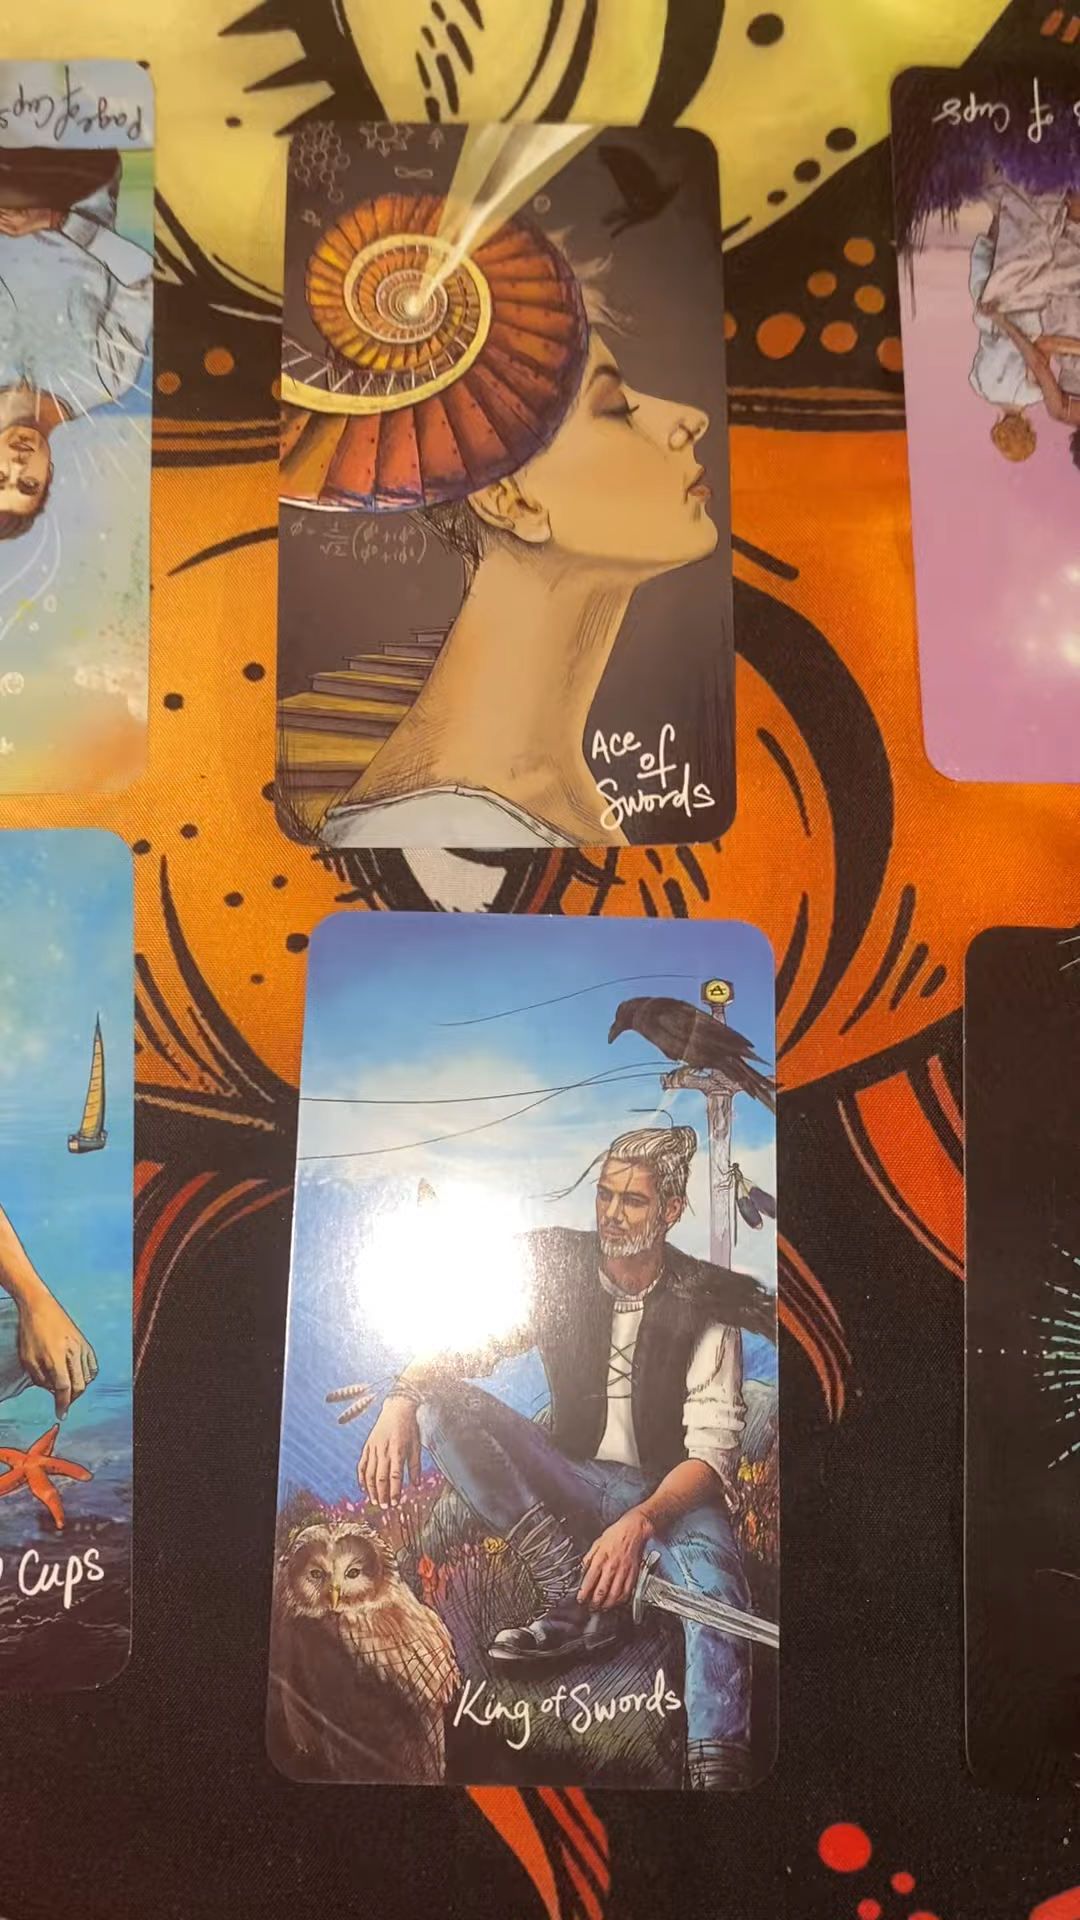 Page of Cups
of Cups
Ace
of
Swords
Cups
King of Swords